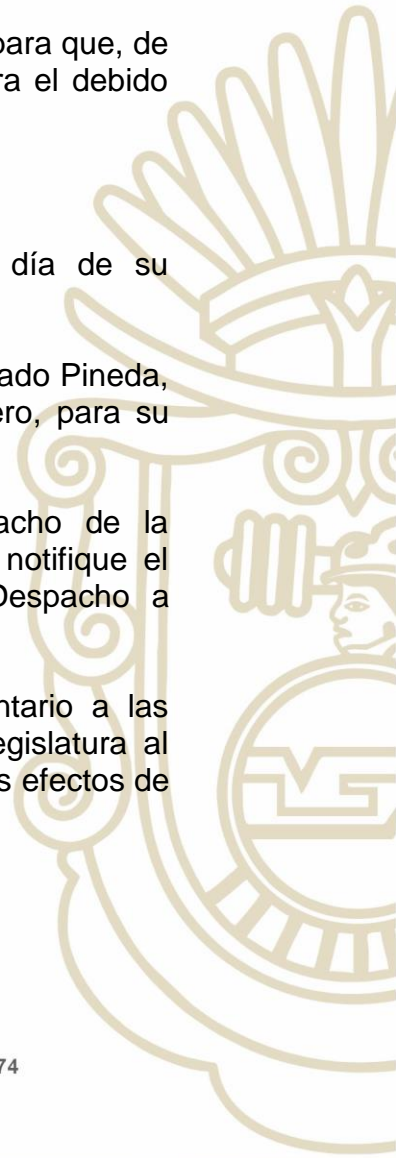 para que, de
ra el debido
día de su
ado Pineda,
ero, para su
acho de la
notifique el
Despacho a
ntario a las
egislatura al
s efectos de
74